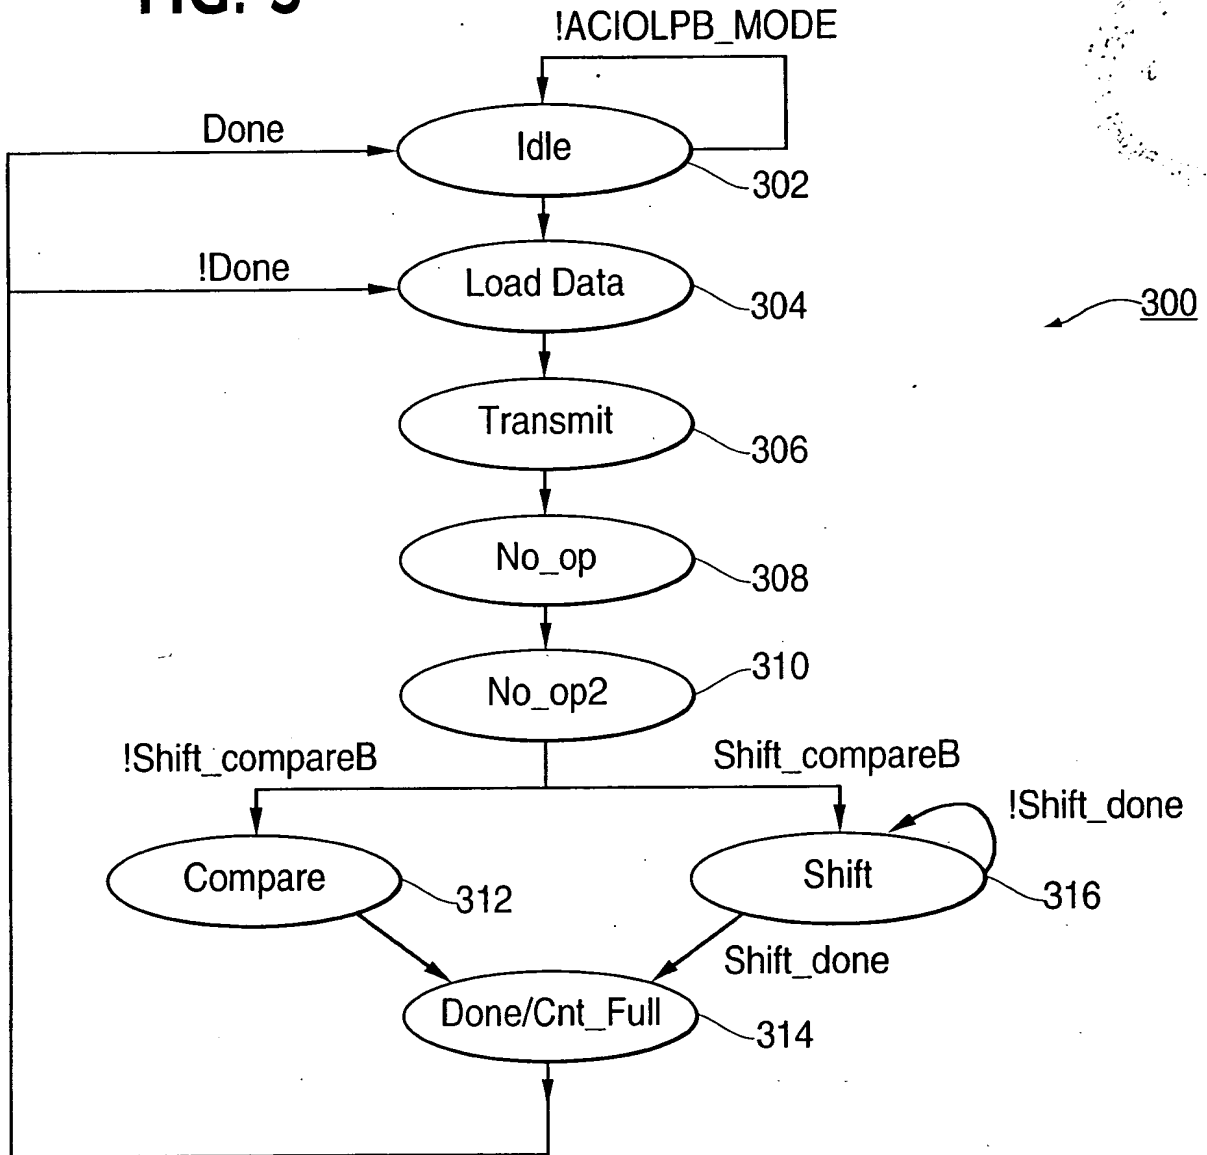 !ACIOLPB_MODE
Done
Idle
302
!Done
Load Data
304
300
Transmit
306
No_op
308
No_op2
310
!Shift_compareB
Shift_compareB
!Shift_done
Compare
312
Shift
316
Shift_done
Done/Cnt_Full
314